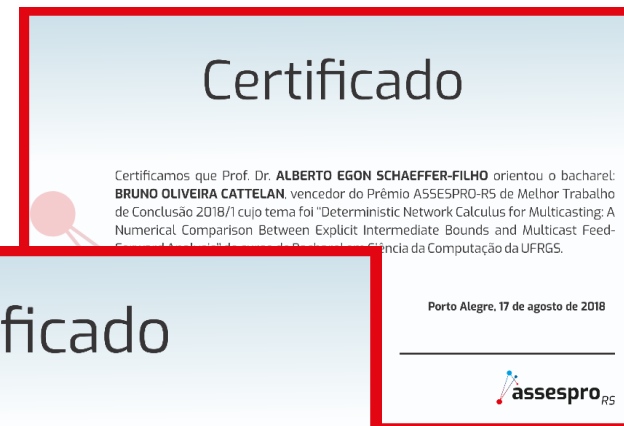 Certificado
Certificamos que Prof. Dr. ALBERTO EGON SCHAEFFER-FILHO orientou o bacharel:
BRUNO OLIVEIRA CATTELAN, vencedor do Prêmio ASSESPRO-RS de Melhor Trabalho
de Conclusão 2018/1 cujo tema foi "Deterministic Network Calculus for Multicasting: A
Numerical Comparison Between Explicit Intermediate Bounds and Multicast Feed-
Ciência da Computação da UFRGS.
Porto Alegre, 17 de agosto de 2018
assespro RS
ficado